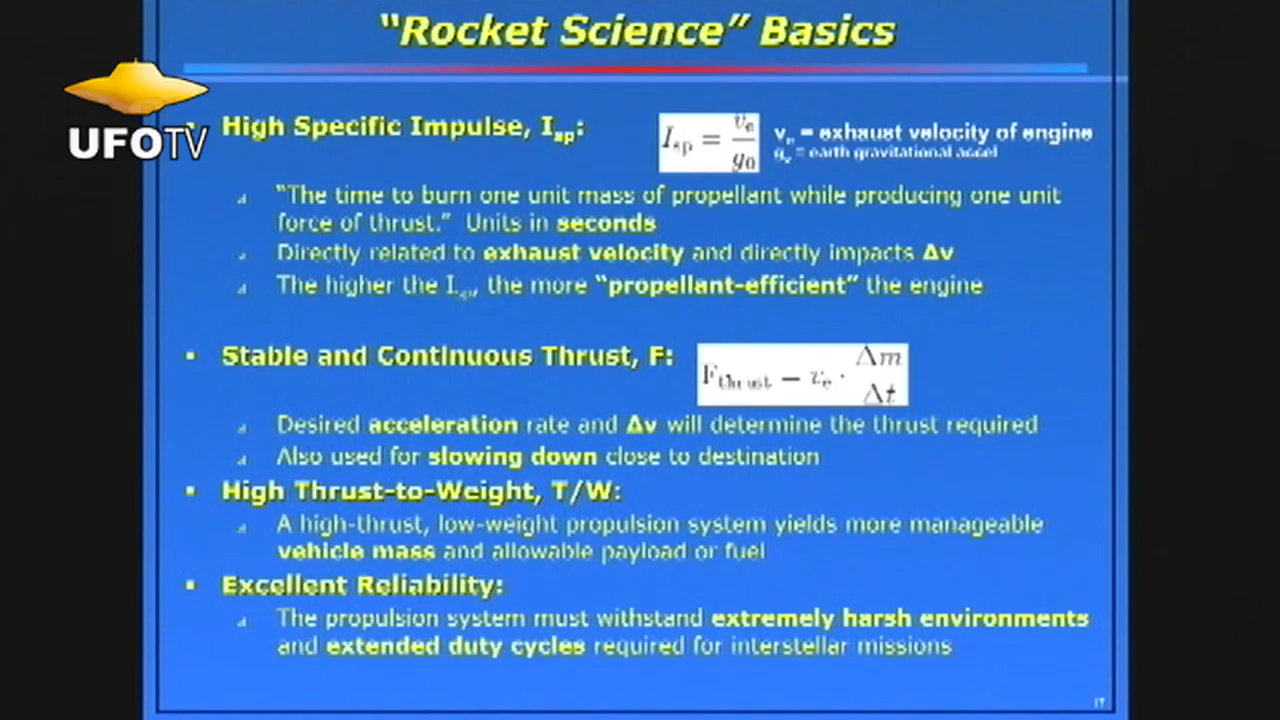 “Rocket Science” Basics
UFOTV
High Specific Impulse, Isp:
Isp = ve / g0
ve = exhaust velocity of engine
= earth gravitational accel
“The time to burn one unit mass of propellant while producing one unit
force of thrust.” Units in seconds
Directly related to exhaust velocity and directly impacts Δv
The higher the Isp, the more “propellant-efficient” the engine
Stable and Continuous Thrust, F:
Fthrust = ve · Δm / Δt
Desired acceleration rate and Δv will determine the thrust required
Also used for slowing down close to destination
High Thrust-to-Weight, T/W:
A high-thrust, low-weight propulsion system yields more manageable
vehicle mass and allowable payload or fuel
Excellent Reliability:
The propulsion system must withstand extremely harsh environments
and extended duty cycles required for interstellar missions